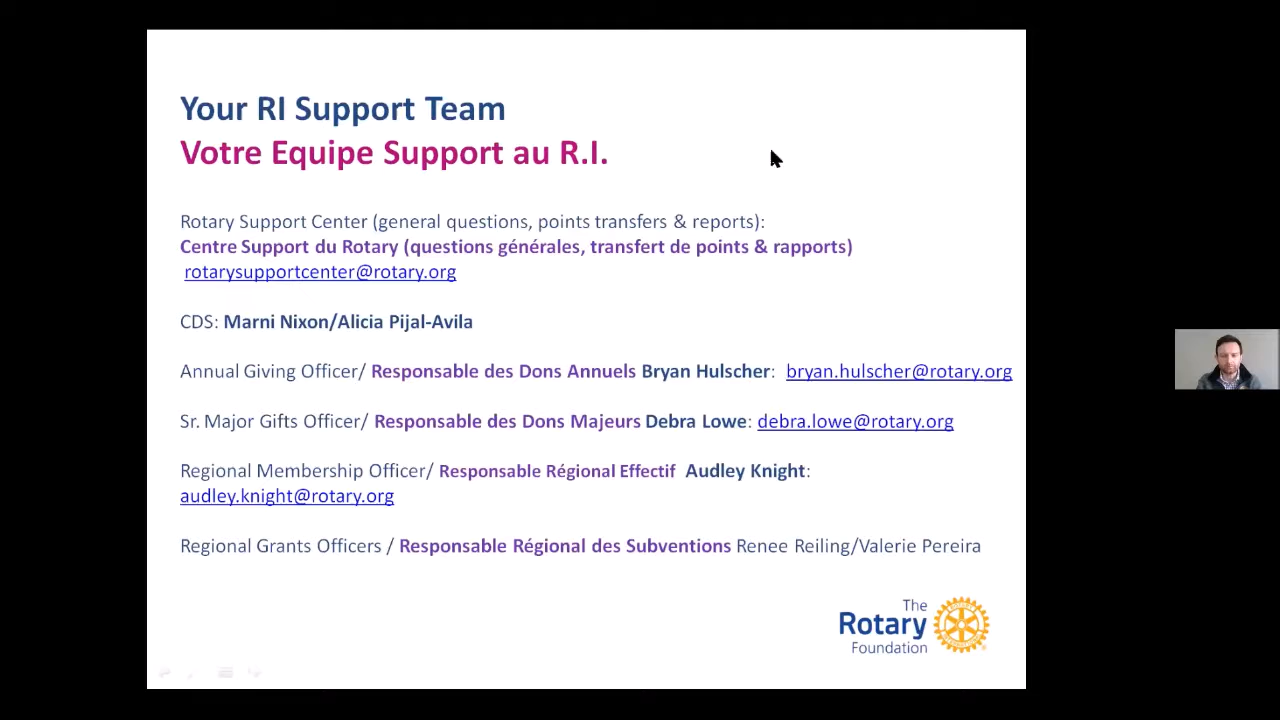 Your RI Support Team
Votre Equipe Support au R.I.
Rotary Support Center (general questions, points transfers & reports):
Centre Support du Rotary (questions générales, transfert de points & rapports)
rotarysupportcenter@rotary.org
CDS: Marni Nixon/Alicia Pijal-Avila
Annual Giving Officer/ Responsable des Dons Annuels Bryan Hulscher: bryan.hulscher@rotary.org
Sr. Major Gifts Officer/ Responsable des Dons Majeurs Debra Lowe: debra.lowe@rotary.org
Regional Membership Officer/ Responsable Régional Effectif Audley Knight:
audley.knight@rotary.org
Regional Grants Officers / Responsable Régional des Subventions Renee Reiling/Valerie Pereira
The
Rotary
Foundation